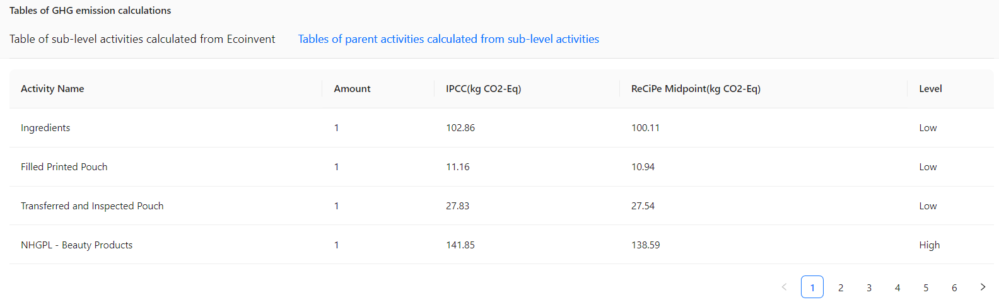 Tables of GHG emission calculations
Table of sub-level activities calculated from Ecoinvent Tables of parent activities calculated from sub-level activities
Activity Name Amount IPCC(kg CO2-Eq) ReCiPe Midpoint(kg CO2-Eq) Level
Ingredients 1 102.86 100.11 Low
Filled Printed Pouch 1 11.16 10.94 Low
Transferred and Inspected Pouch 1 27.83 27.54 Low
NHGPL - Beauty Products 1 141.85 138.59 High
< 1 2 3 4 5 6 >